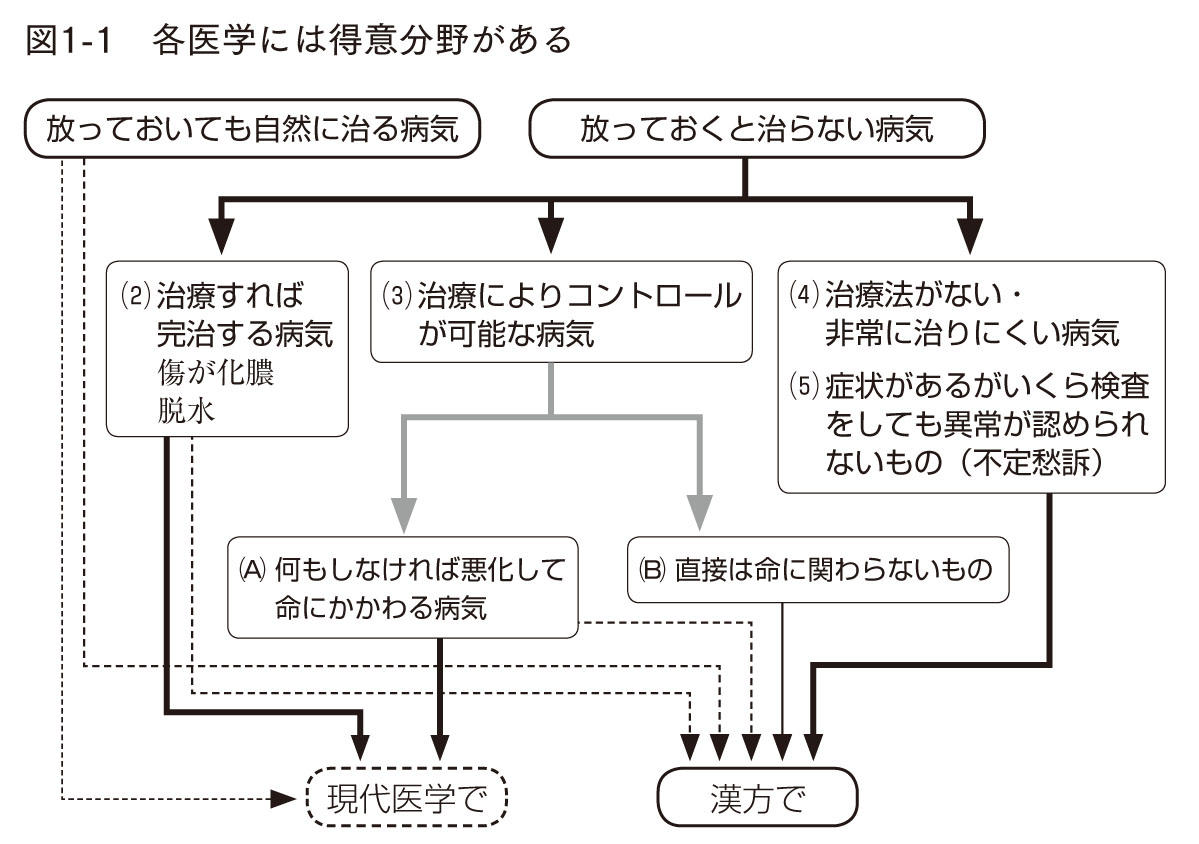 図1-1　各医学には得意分野がある
放っておいても自然に治る病気
放っておくと治らない病気
(2) 治療すれば
完治する病気
傷が化膿
脱水
(3) 治療によりコントロール
が可能な病気
(4) 治療法がない・
非常に治りにくい病気
(5) 症状があるがいくら検査
をしても異常が認められ
ないもの（不定愁訴）
(A) 何もしなければ悪化して
命にかかわる病気
(B) 直接は命に関わらないもの
現代医学で
漢方で